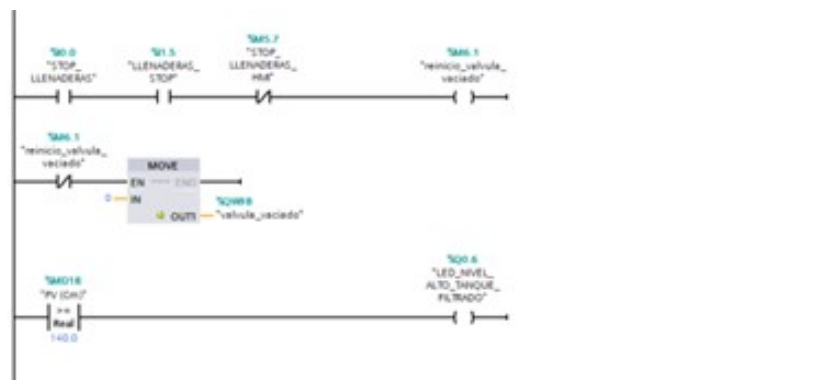 %I0.0
"STOP_
LLENADERAS"
%I1.5
"LLENADERAS_
STOP"
%M5.7
"STOP_
LLENADERAS_
HMI"
%M6.1
"reinicio_valvula_
vaciado"
%M6.1
"reinicio_valvula_
vaciado"
MOVE
EN
ENO
0
IN
OUT1
"valvula_vaciado"
%MD18
"PV (Cm)"
>=
Real
140.0
%Q0.6
"LED_NIVEL_
ALTO_TANQUE_
FILTRADO"